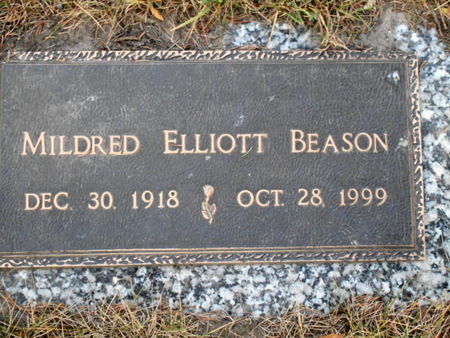 MILDRED ELLIOTT BEASON
DEC. 30, 1918 OCT. 28, 1999